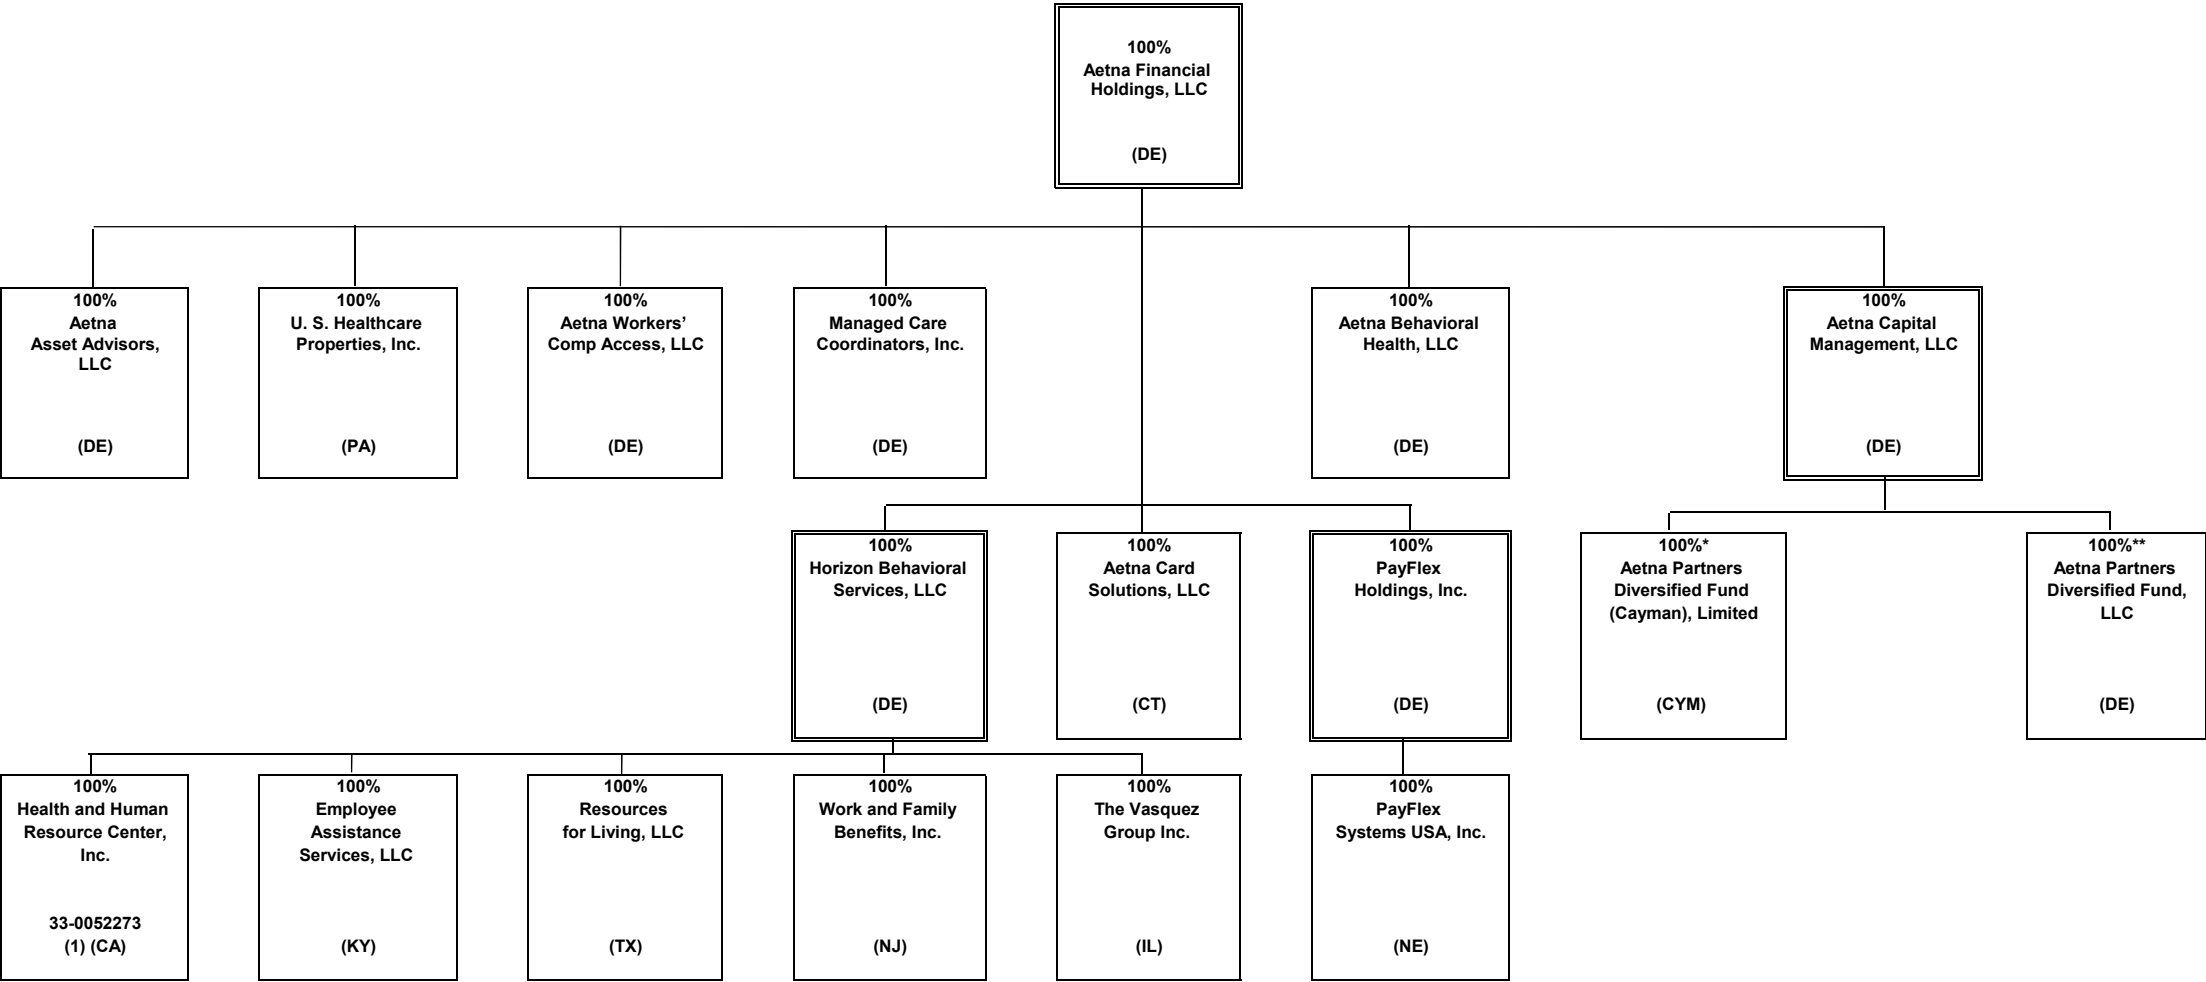 100%
Aetna Financial
Holdings, LLC
(DE)
100%
Aetna
Asset Advisors,
LLC
(DE)
100%
U. S. Healthcare
Properties, Inc.
(PA)
100%
Aetna Workers’
Comp Access, LLC
(DE)
100%
Managed Care
Coordinators, Inc.
(DE)
100%
Aetna Behavioral
Health, LLC
(DE)
100%
Aetna Capital
Management, LLC
(DE)
100%
Horizon Behavioral
Services, LLC
(DE)
100%
Aetna Card
Solutions, LLC
(CT)
100%
PayFlex
Holdings, Inc.
(DE)
100%*
Aetna Partners
Diversified Fund
(Cayman), Limited
(CYM)
100%**
Aetna Partners
Diversified Fund,
LLC
(DE)
100%
Health and Human
Resource Center,
Inc.
33-0052273
(1) (CA)
100%
Employee
Assistance
Services, LLC
(KY)
100%
Resources
for Living, LLC
(TX)
100%
Work and Family
Benefits, Inc.
(NJ)
100%
The Vasquez
Group Inc.
(IL)
100%
PayFlex
Systems USA, Inc.
(NE)